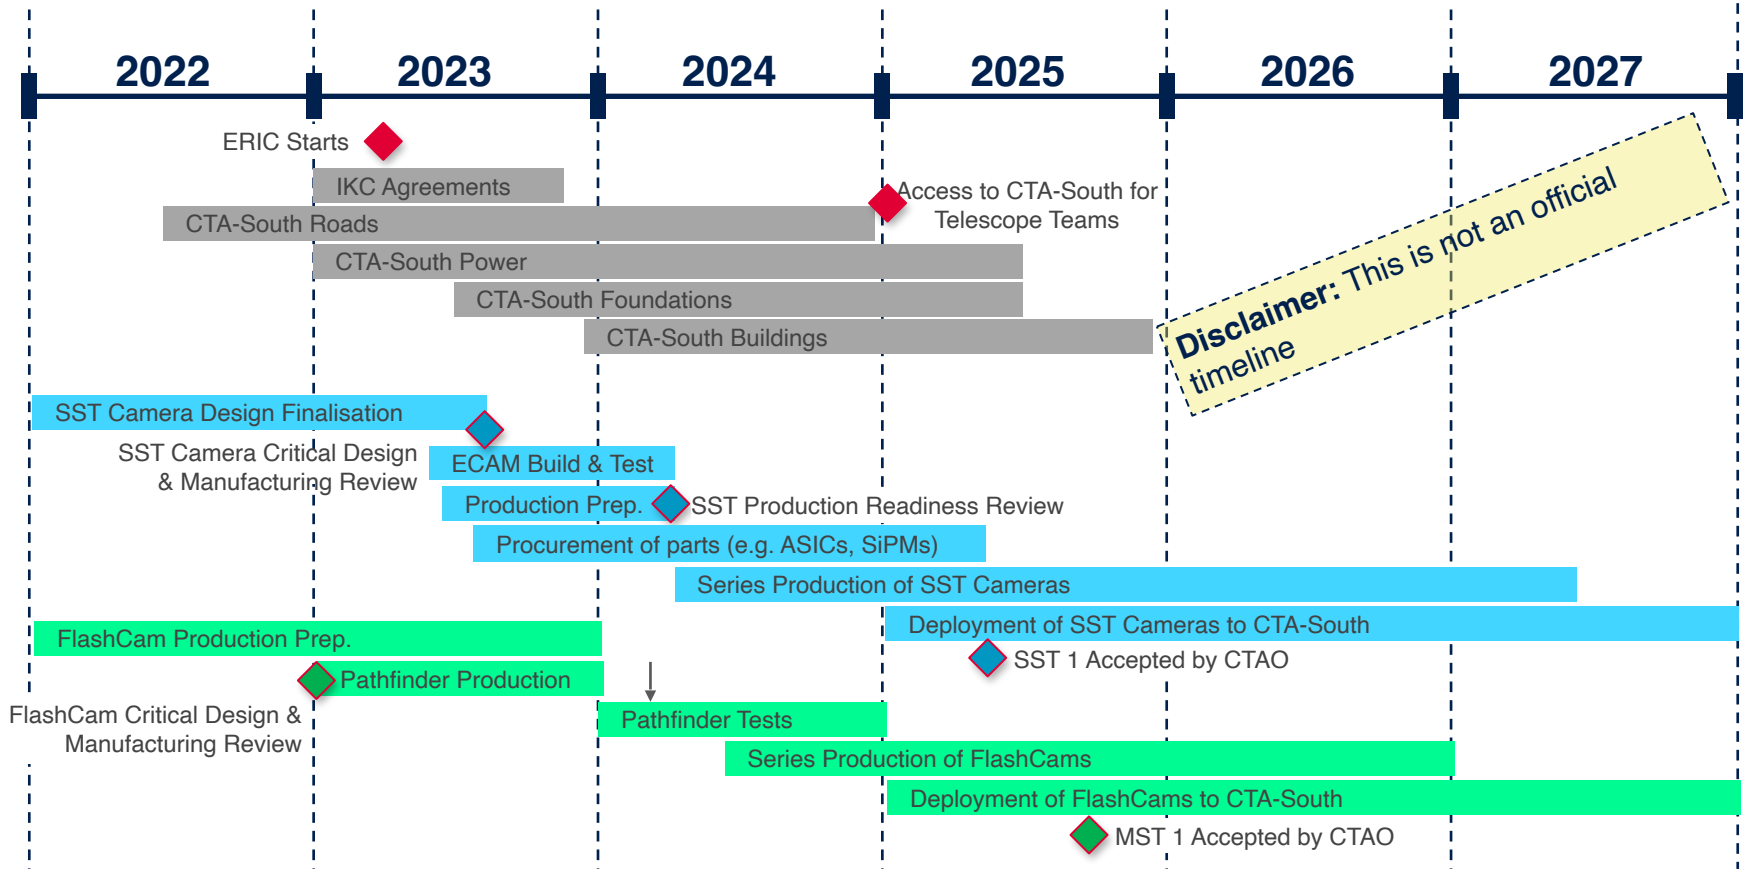 2022 2023 2024 2025 2026 2027
ERIC Starts
IKC Agreements
Access to CTA-South for
Telescope Teams
CTA-South Roads
CTA-South Power
CTA-South Foundations
CTA-South Buildings
Disclaimer: This is not an official
timeline
SST Camera Design Finalisation
SST Camera Critical Design
& Manufacturing Review
ECAM Build & Test
Production Prep.
SST Production Readiness Review
Procurement of parts (e.g. ASICs, SiPMs)
Series Production of SST Cameras
Deployment of SST Cameras to CTA-South
SST 1 Accepted by CTAO
FlashCam Production Prep.
Pathfinder Production
FlashCam Critical Design &
Manufacturing Review
Pathfinder Tests
Series Production of FlashCams
Deployment of FlashCams to CTA-South
MST 1 Accepted by CTAO